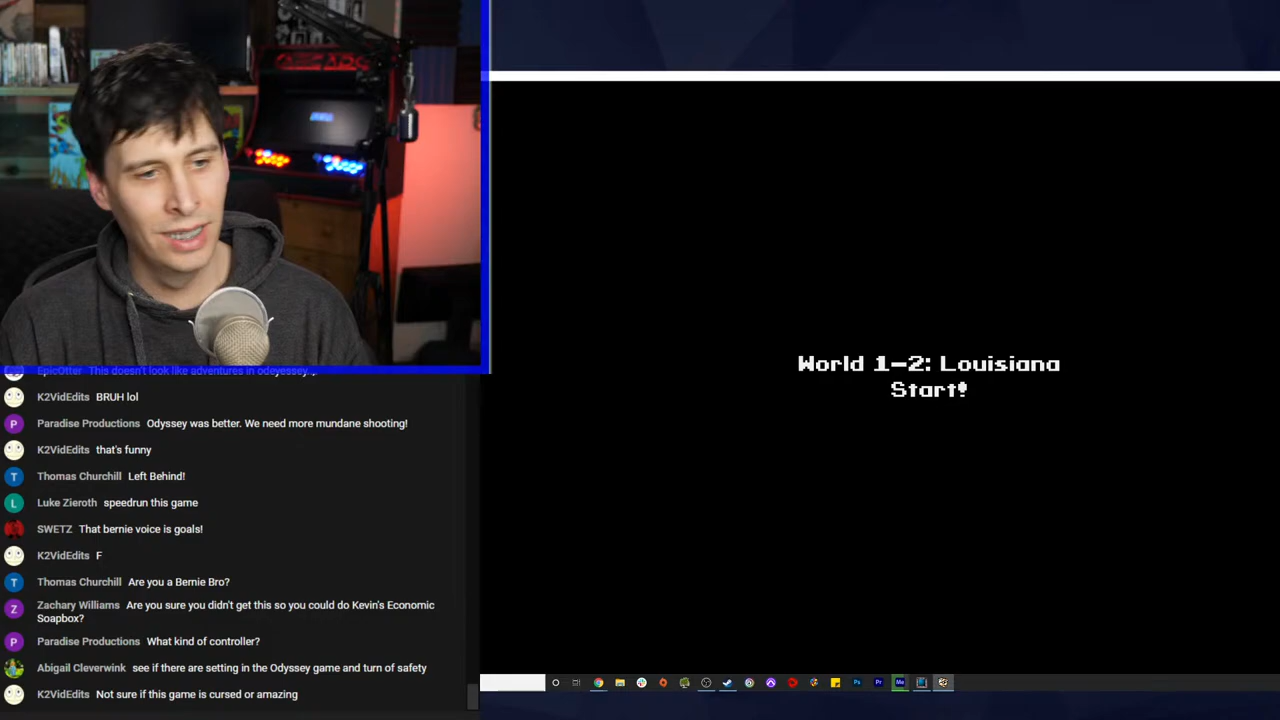 World 1-2: Louisiana
Start!
EpicOtter This doesn't look like adventures in odeyessey...
K2VidEdits BRUH lol
Paradise Productions Odyssey was better. We need more mundane shooting!
K2VidEdits that's funny
T Thomas Churchill Left Behind!
L Luke Zieroth speedrun this game
SWETZ That bernie voice is goals!
K2VidEdits F
T Thomas Churchill Are you a Bernie Bro?
Z Zachary Williams Are you sure you didn't get this so you could do Kevin's Economic
Soapbox?
P Paradise Productions What kind of controller?
Abigail Cleverwink see if there are setting in the Odyssey game and turn of safety
K2VidEdits Not sure if this game is cursed or amazing